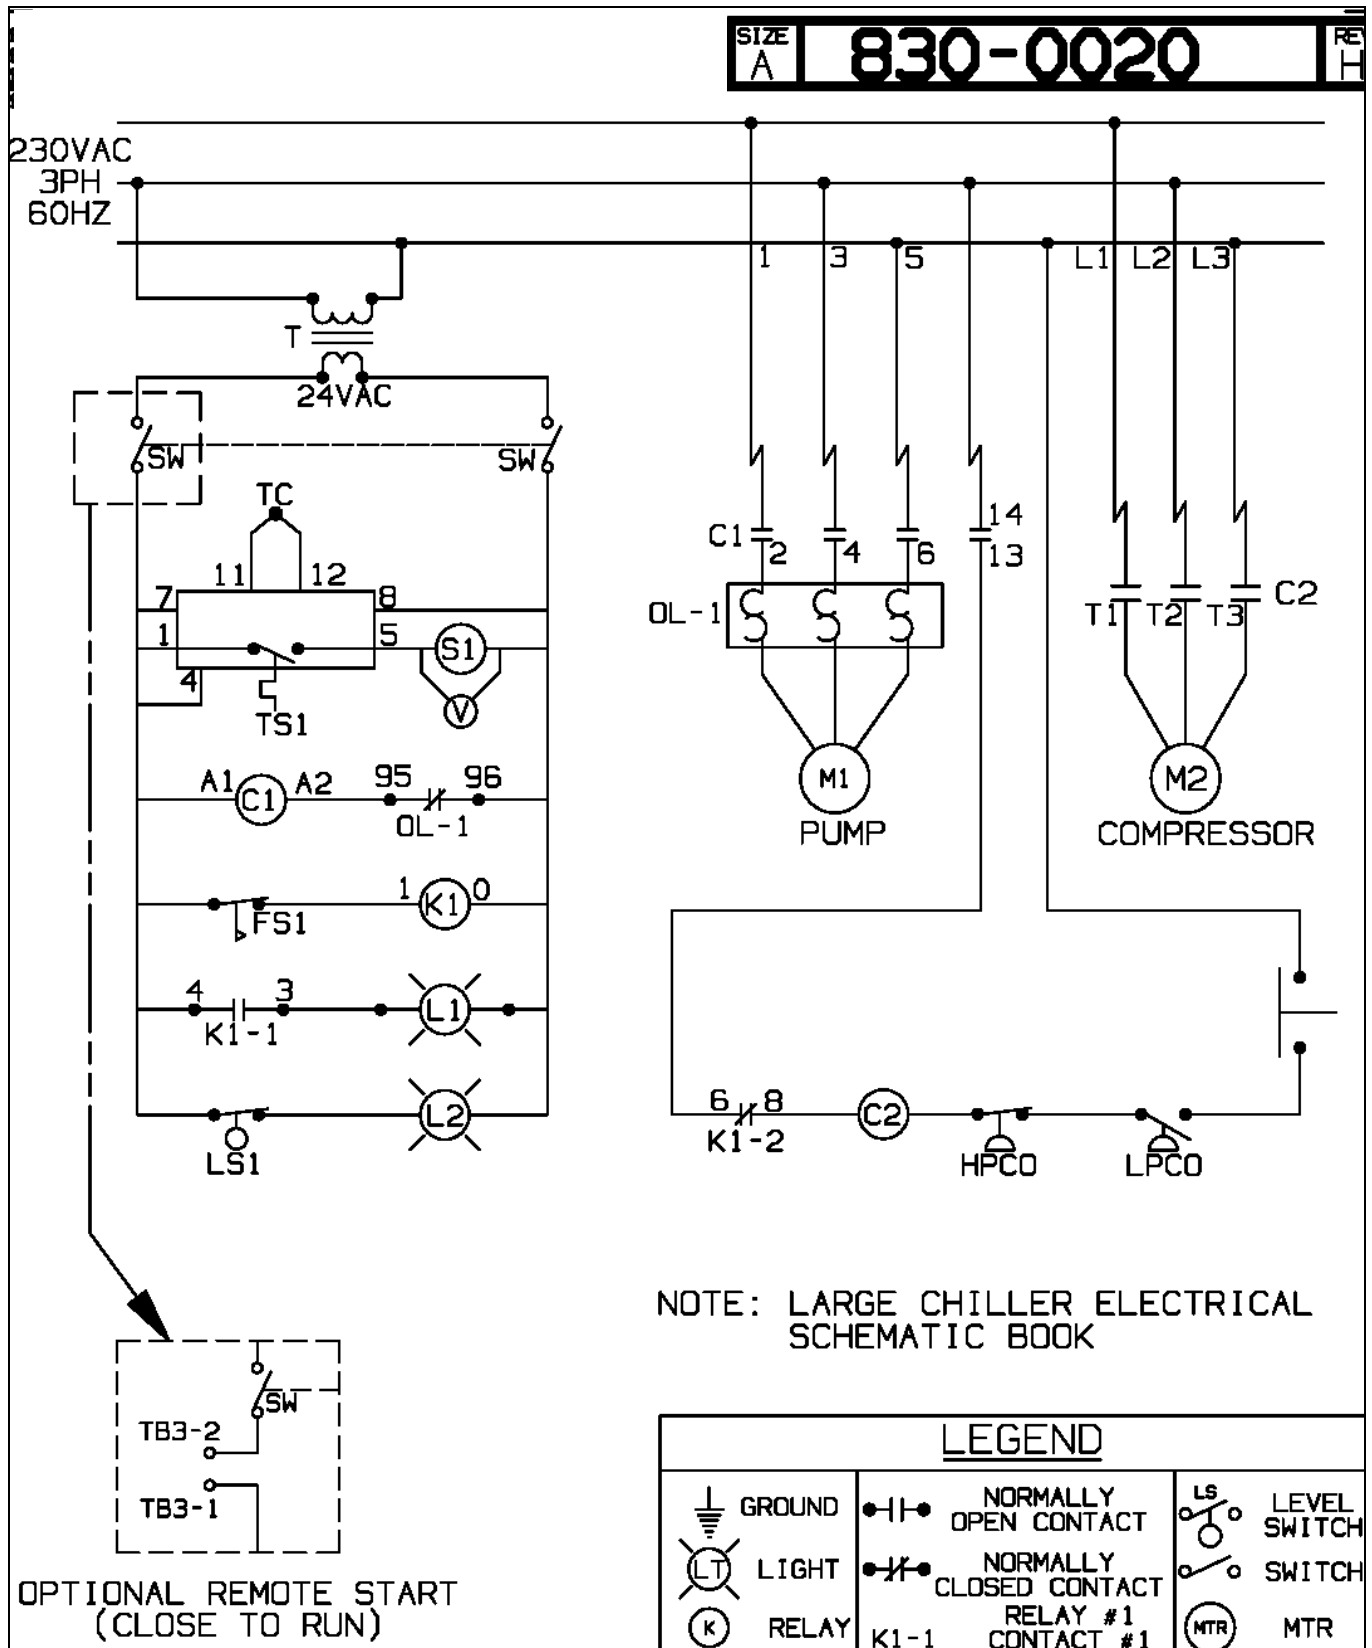 SIZE
A
830-0020
RE
H
230VAC
3PH
60HZ
1
3
5
L1
L2
L3
T
24VAC
SW
SW
TC
11
12
7
8
1
5
4
S1
V
TS1
C1
2
4
6
14
13
OL-1
T1
T2
T3
C2
M1
PUMP
M2
COMPRESSOR
A1
C1
A2
95
96
OL-1
FS1
1
K1
0
4
3
K1-1
L1
LS1
L2
6
8
K1-2
C2
HPCO
LPCO
NOTE: LARGE CHILLER ELECTRICAL
SCHEMATIC BOOK
SW
TB3-2
TB3-1
OPTIONAL REMOTE START
(CLOSE TO RUN)
LEGEND
GROUND
NORMALLY
OPEN CONTACT
LS
LEVEL
SWITCH
LT
LIGHT
NORMALLY
CLOSED CONTACT
SWITCH
K
RELAY
K1-1
RELAY #1
CONTACT #1
MTR
MTR